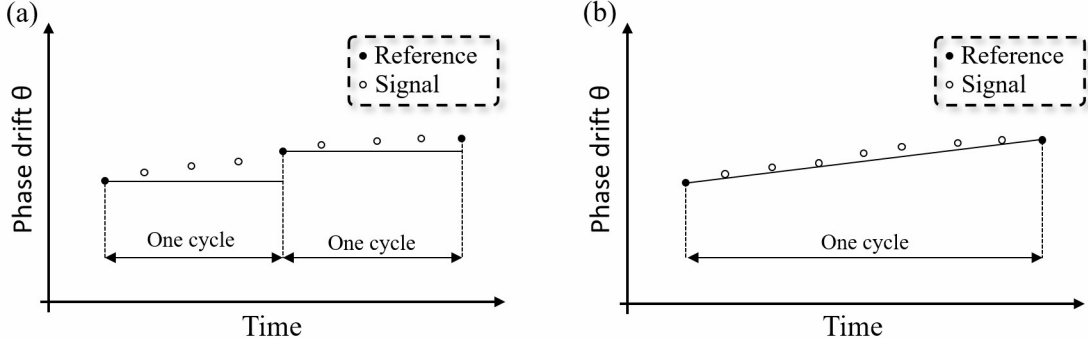 (a)
Reference
Signal
Phase drift θ
One cycle
One cycle
Time
(b)
Reference
Signal
Phase drift θ
One cycle
Time